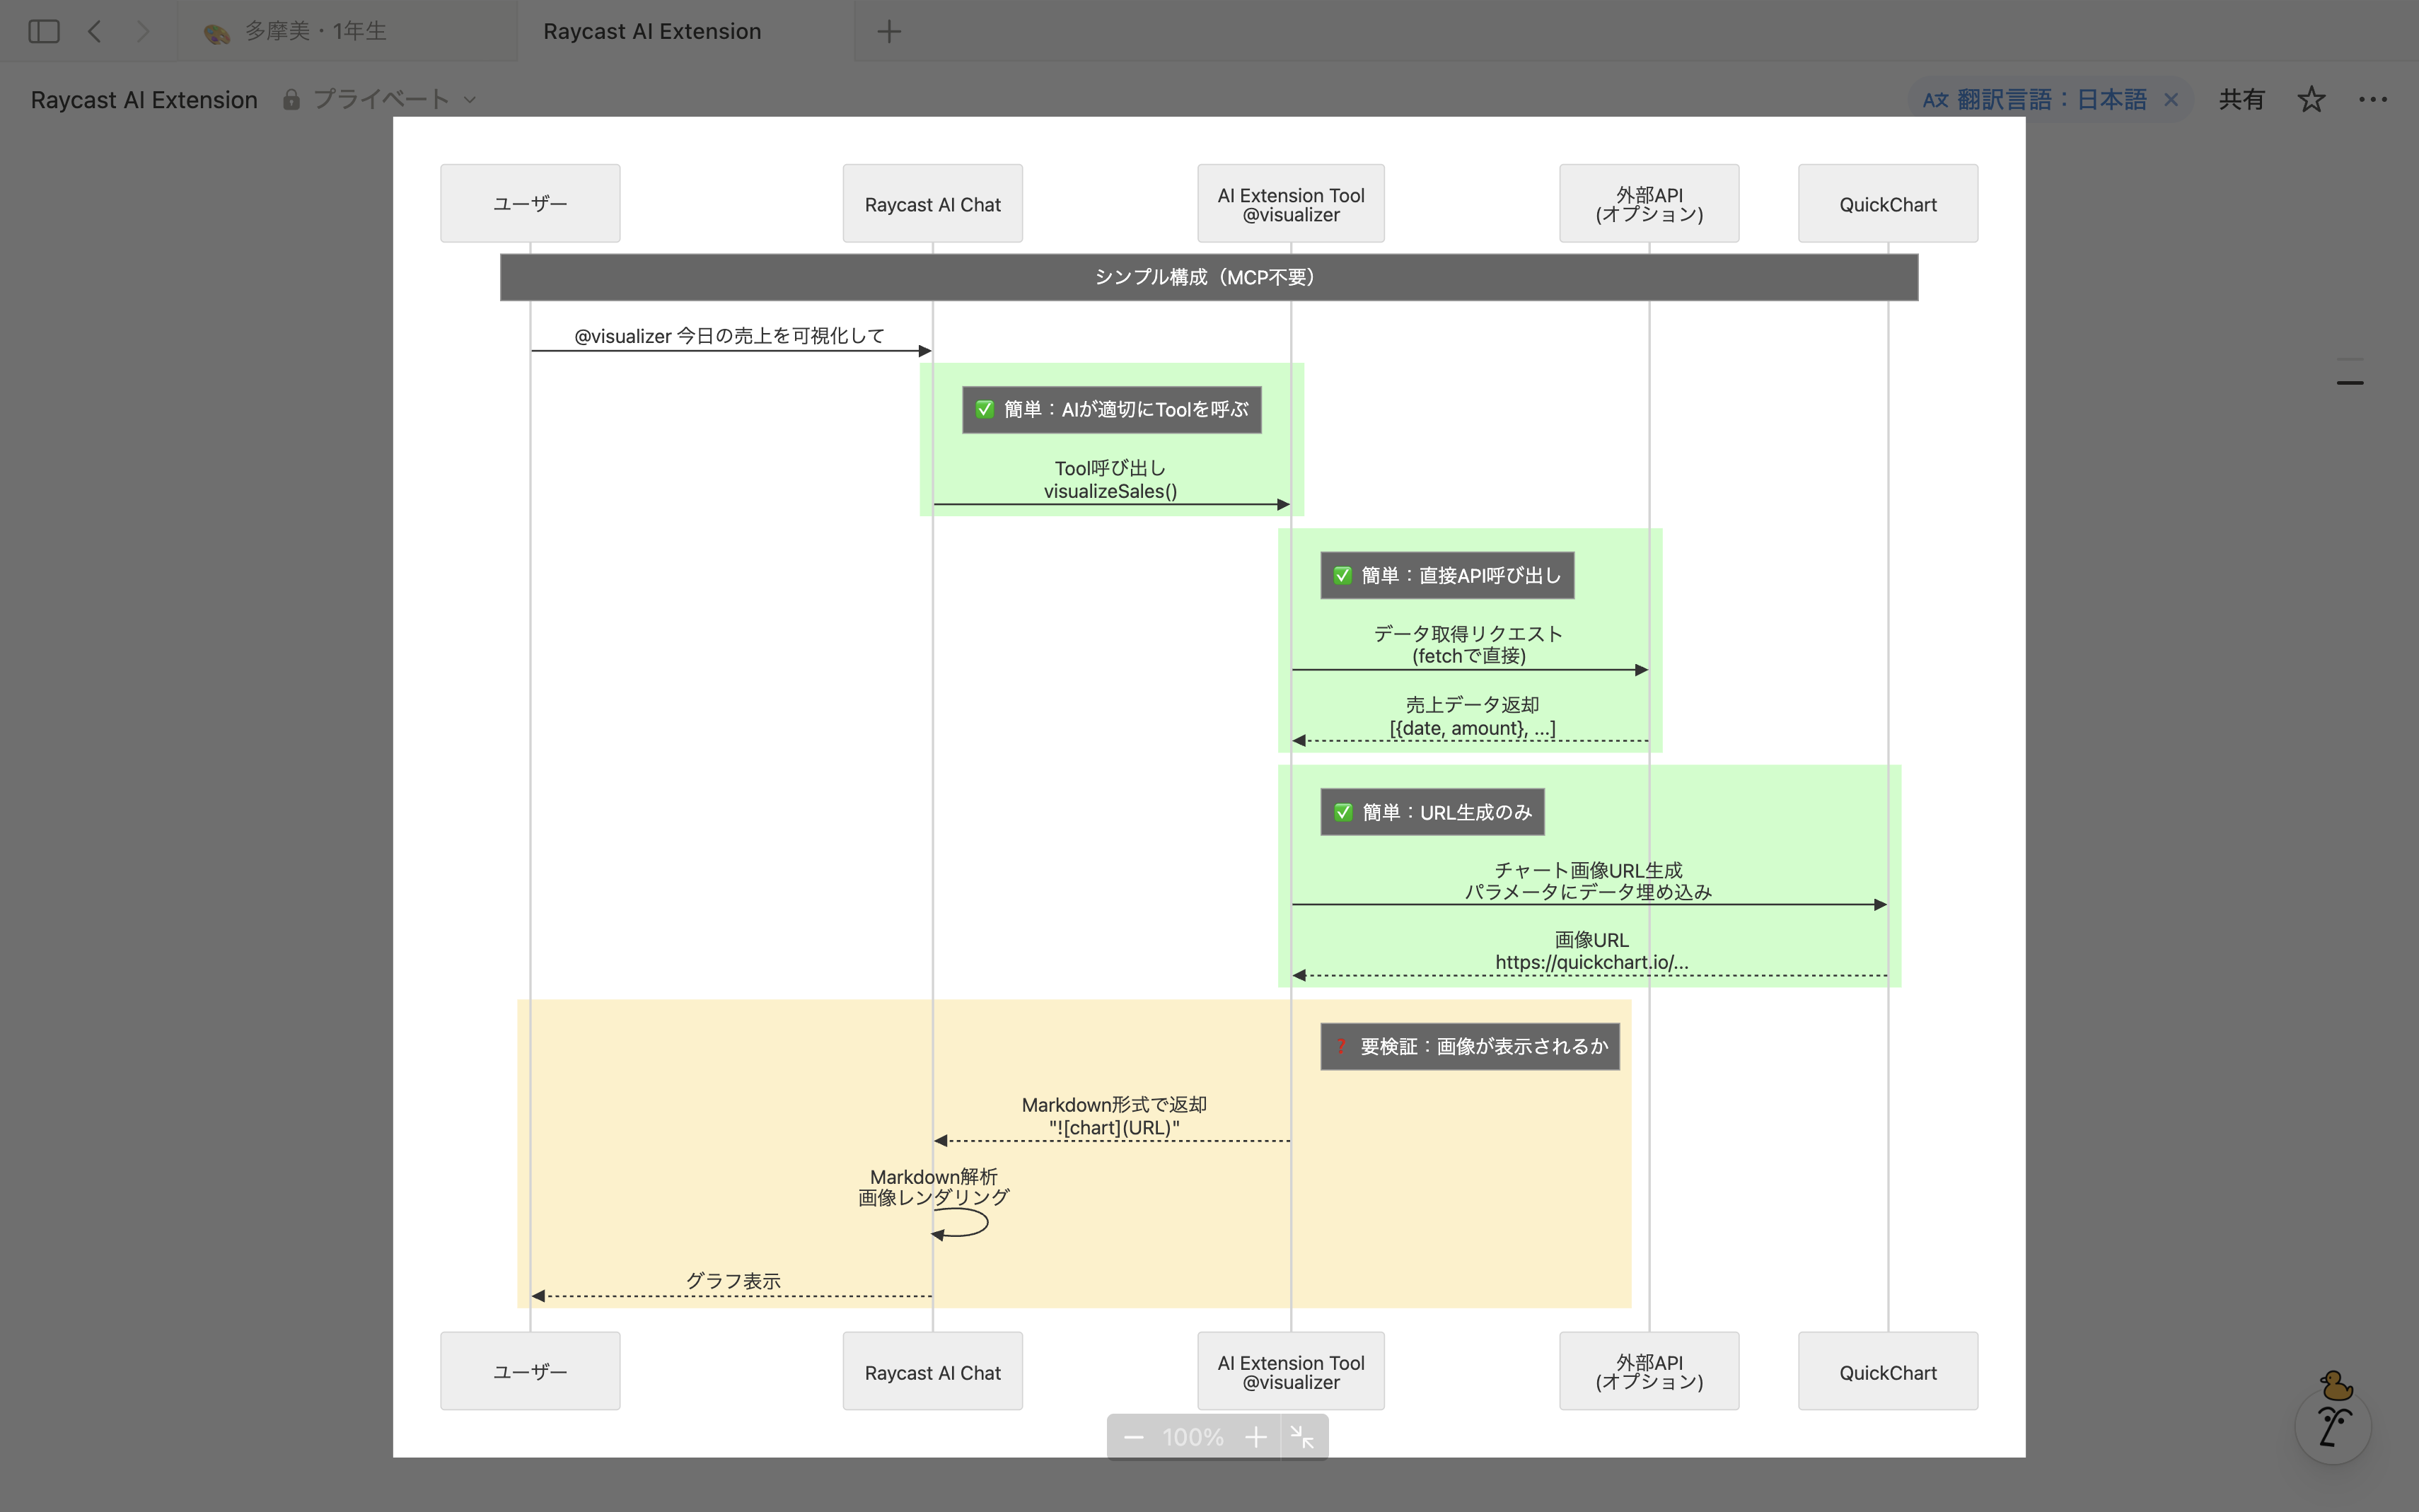 多摩美・1年生
Raycast AI Extension
Raycast AI Extension
プライベート
翻訳言語：日本語
共有
ユーザー
Raycast AI Chat
AI Extension Tool
@visualizer
外部API
(オプション)
QuickChart
シンプル構成（MCP不要）
@visualizer 今日の売上を可視化して
✅ 簡単：AIが適切にToolを呼ぶ
Tool呼び出し
visualizeSales()
✅ 簡単：直接API呼び出し
データ取得リクエスト
(fetchで直接)
売上データ返却
[{date, amount}, ...]
✅ 簡単：URL生成のみ
チャート画像URL生成
パラメータにデータ埋め込み
画像URL
https://quickchart.io/...
❓ 要検証：画像が表示されるか
Markdown形式で返却
"![chart](URL)"
Markdown解析
画像レンダリング
グラフ表示
ユーザー
Raycast AI Chat
AI Extension Tool
@visualizer
外部API
(オプション)
QuickChart
100%